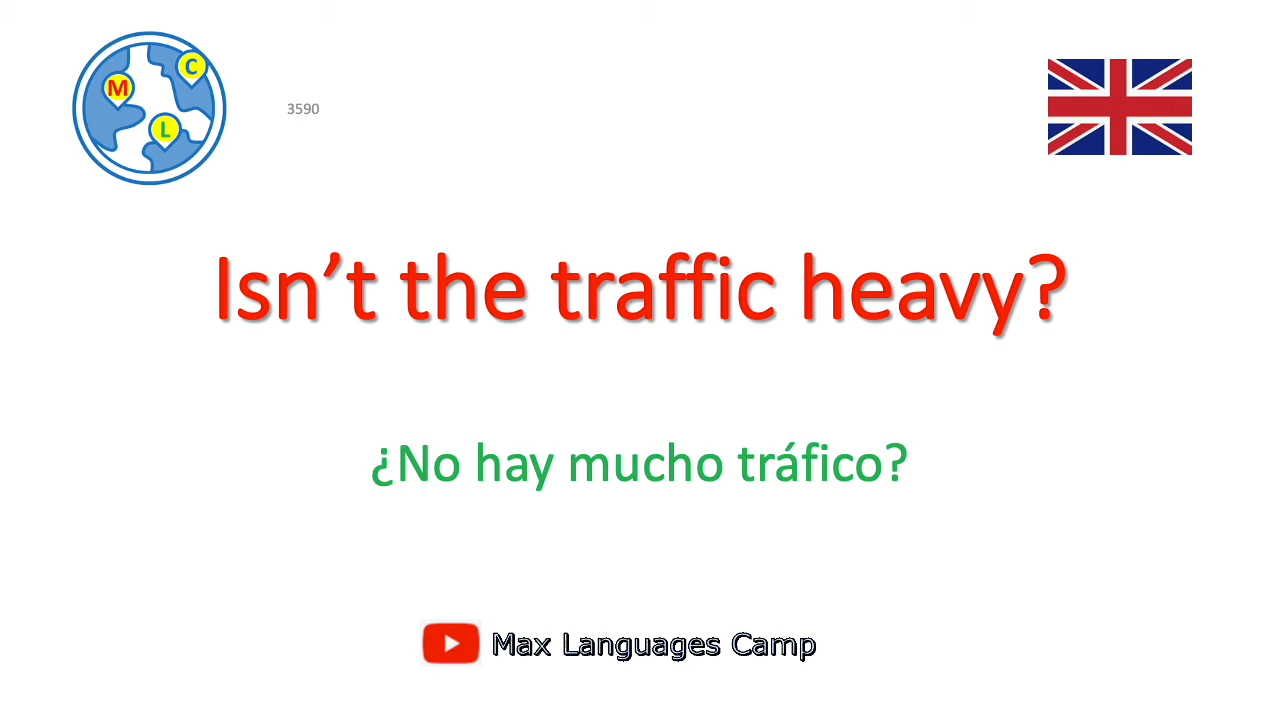 M
C
L
3590
Isn’t the traffic heavy?
¿No hay mucho tráfico?
Max Languages Camp